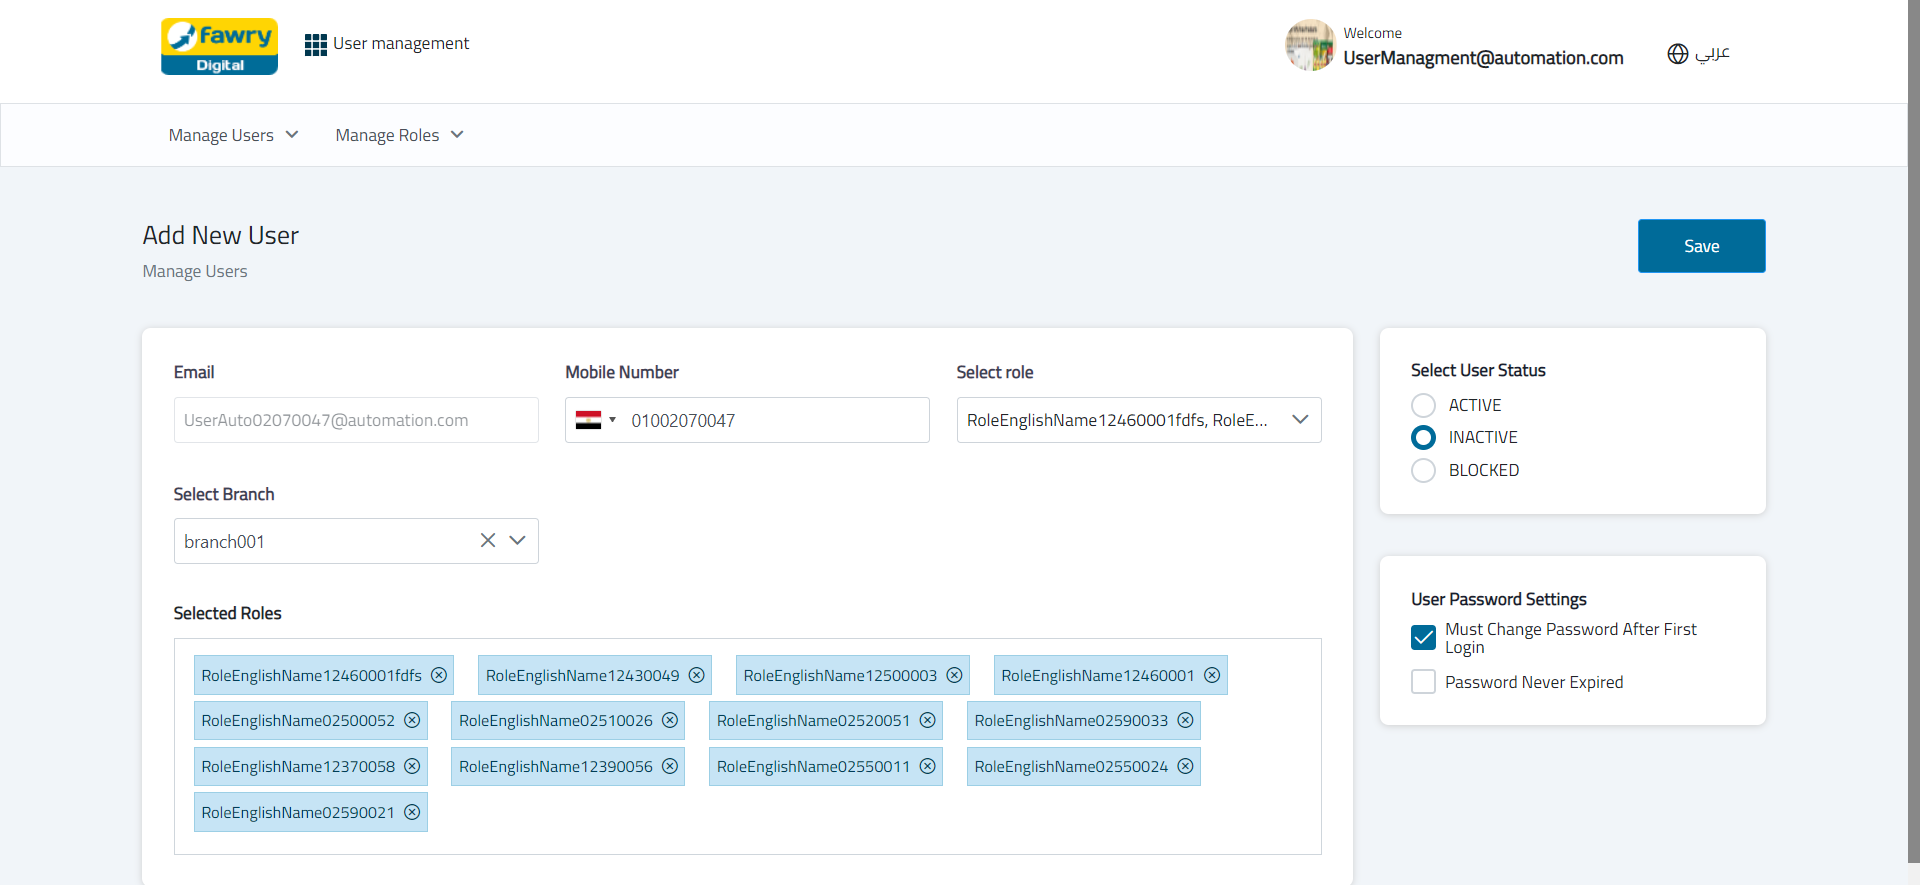 fawry
Digital
User management
Welcome
UserManagment@automation.com
عربي
Manage Users
Manage Roles
Add New User
Manage Users
Save
Email
Mobile Number
Select role
UserAuto02070047@automation.com
01002070047
RoleEnglishName12460001fdfs, RoleE...
Select Branch
branch001
Selected Roles
RoleEnglishName12460001fdfs
RoleEnglishName12430049
RoleEnglishName12500003
RoleEnglishName12460001
RoleEnglishName02500052
RoleEnglishName02510026
RoleEnglishName02520051
RoleEnglishName02590033
RoleEnglishName12370058
RoleEnglishName12390056
RoleEnglishName02550011
RoleEnglishName02550024
RoleEnglishName02590021
Select User Status
ACTIVE
INACTIVE
BLOCKED
User Password Settings
Must Change Password After First
Login
Password Never Expired